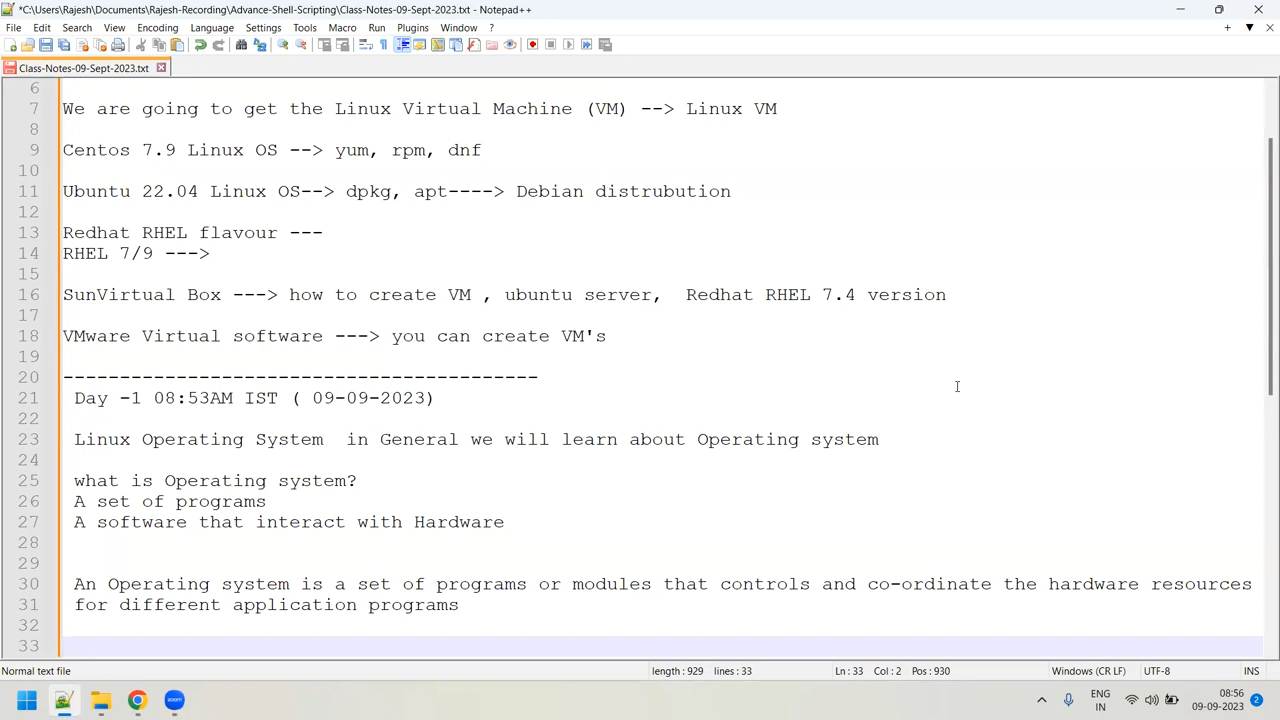 *C:\Users\Rajesh\Documents\Rajesh-Recording\Advance-Shell-Scripting\Class-Notes-09-Sept-2023.txt - Notepad++
File Edit Search View Encoding Language Settings Tools Macro Run Plugins Window ?
Class-Notes-09-Sept-2023.txt
6
7 We are going to get the Linux Virtual Machine (VM) --> Linux VM
8
9 Centos 7.9 Linux OS --> yum, rpm, dnf
10
11 Ubuntu 22.04 Linux OS--> dpkg, apt----> Debian distrubution
12
13 Redhat RHEL flavour ---
14 RHEL 7/9 --->
15
16 SunVirtual Box ---> how to create VM , ubuntu server,  Redhat RHEL 7.4 version
17
18 VMware Virtual software ---> you can create VM's
19
20 ------------------------------------------
21 Day -1 08:53AM IST ( 09-09-2023)
22
23 Linux Operating System  in General we will learn about Operating system
24
25 what is Operating system?
26 A set of programs
27 A software that interact with Hardware
28
29
30 An Operating system is a set of programs or modules that controls and co-ordinate the hardware resources
31 for different application programs
32
33
Normal text file length : 929 lines : 33 Ln : 33 Col : 2 Pos : 930 Windows (CR LF) UTF-8 INS
zoom
ENG
IN
08:56
09-09-2023
2